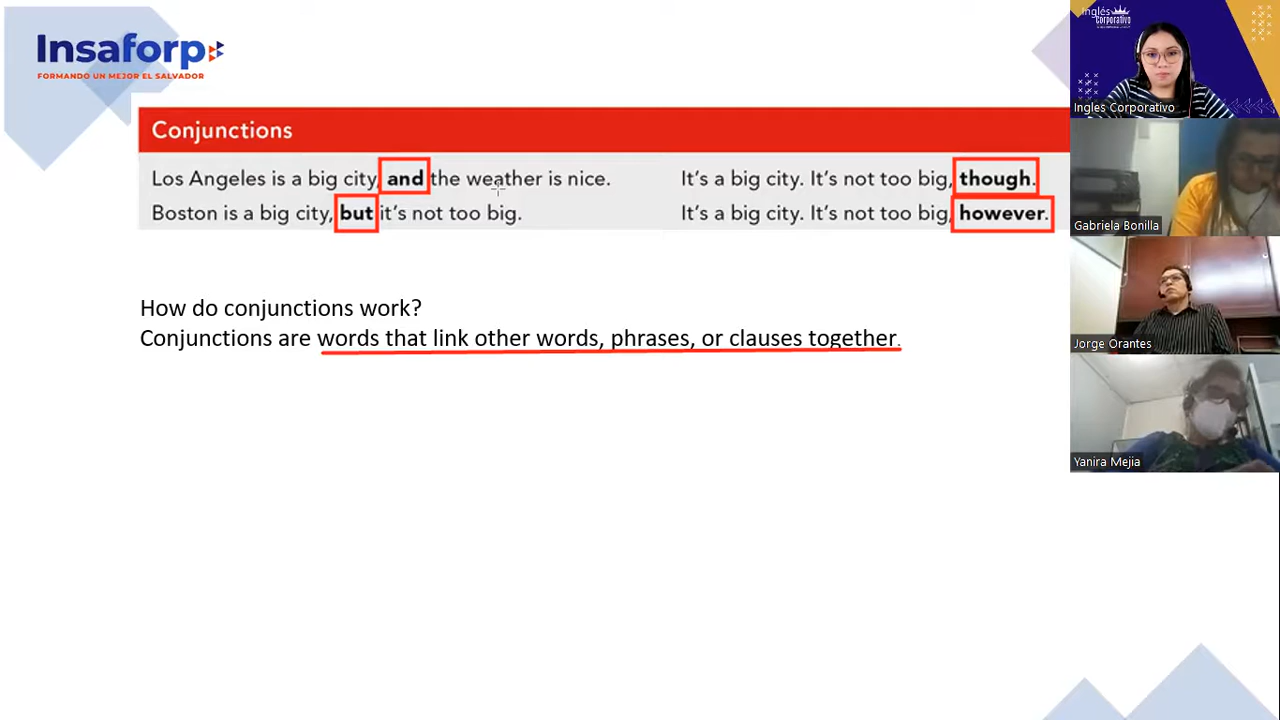 Insaforp
FORMANDO UN MEJOR EL SALVADOR
Conjunctions
Los Angeles is a big city, and the weather is nice.
Boston is a big city, but it's not too big.
It's a big city. It's not too big, though.
It's a big city. It's not too big, however.
How do conjunctions work?
Conjunctions are words that link other words, phrases, or clauses together.
Inglés
Corporativo
Ingles Corporativo
Gabriela Bonilla
Jorge Orantes
Yanira Mejia